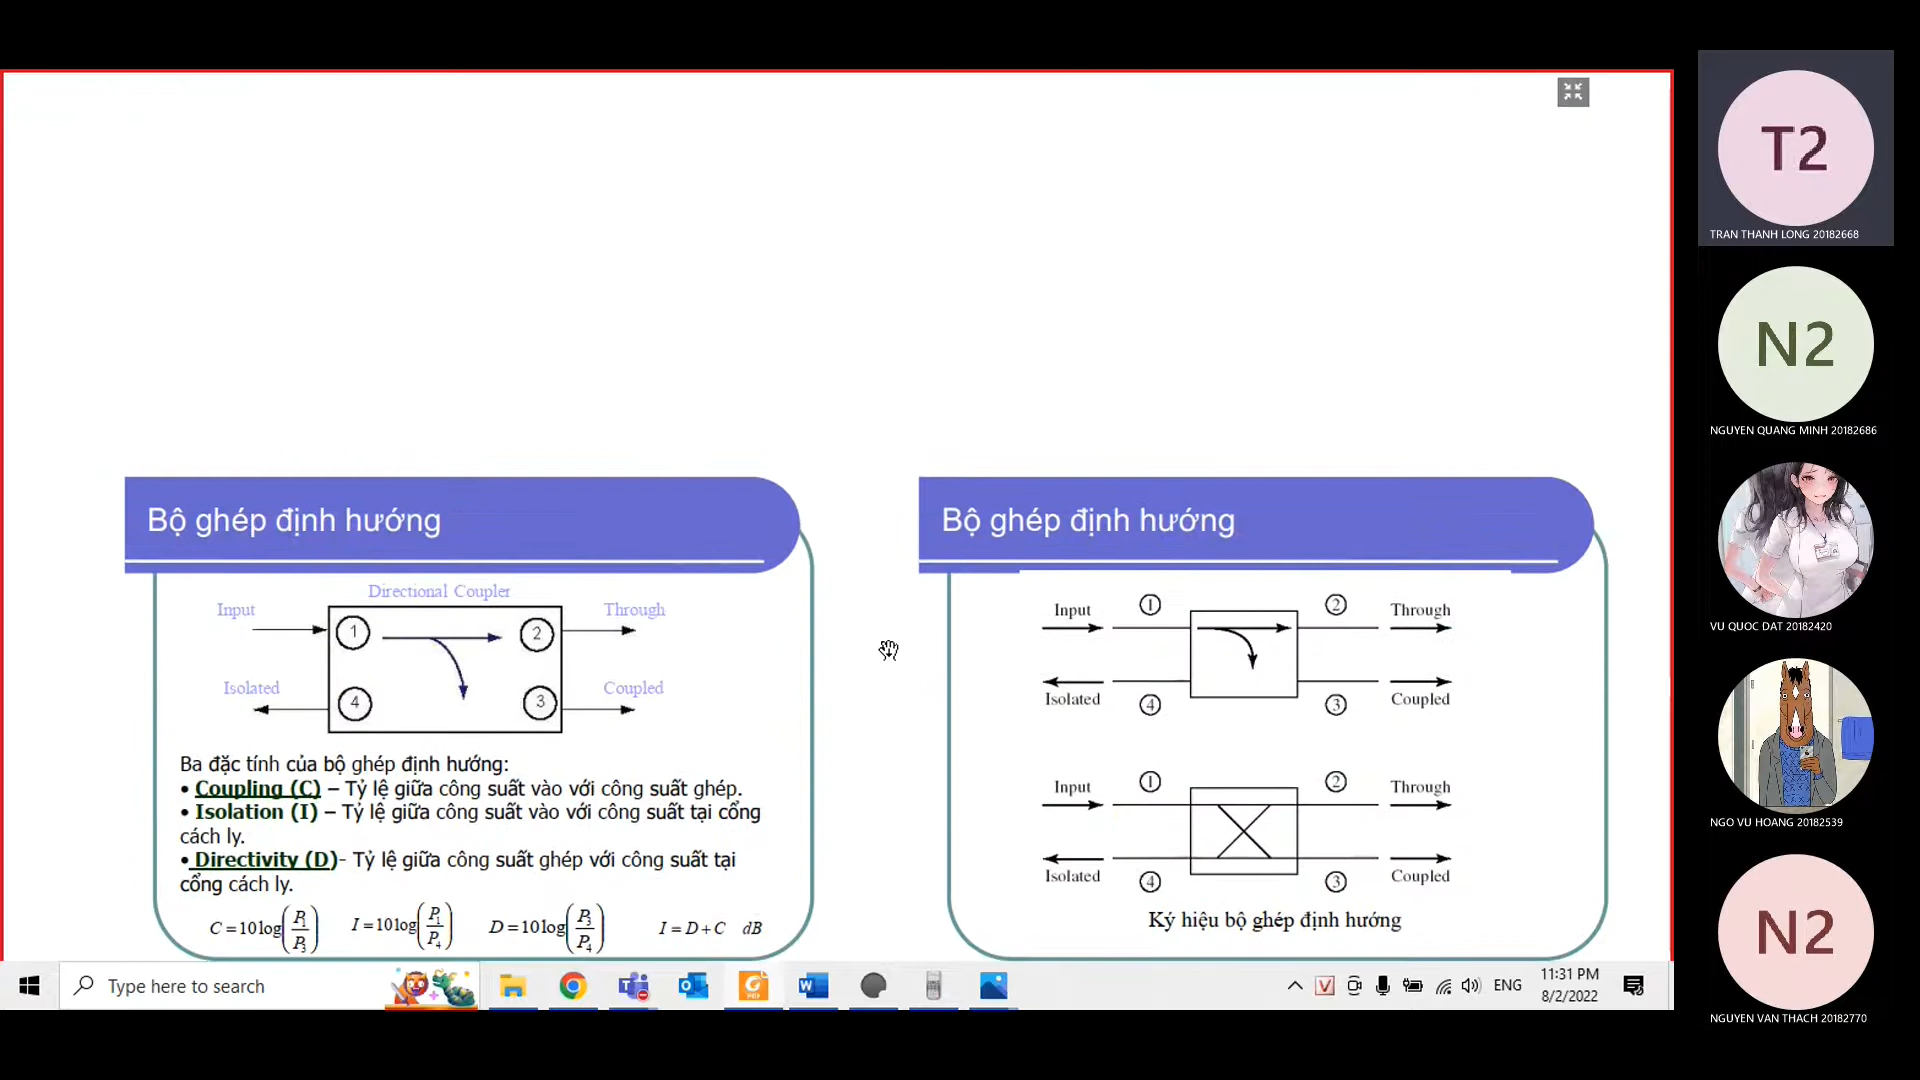 T2
TRAN THANH LONG 20182668
N2
NGUYEN QUANG MINH 20182686
VU QUOC DAT 20182420
NGO VU HOANG 20182539
N2
NGUYEN VAN THACH 20182770
Bộ ghép định hướng
Directional Coupler
Input
Through
1
2
Isolated
Coupled
4
3
Ba đặc tính của bộ ghép định hướng:
• Coupling (C) – Tỷ lệ giữa công suất vào với công suất ghép.
• Isolation (I) – Tỷ lệ giữa công suất vào với công suất tại cổng
cách ly.
• Directivity (D)- Tỷ lệ giữa công suất ghép với công suất tại
cổng cách ly.
C = 10 log(P1/P3) I = 10 log(P1/P4) D = 10 log(P3/P4) I = D + C dB
Bộ ghép định hướng
Input 1 2 Through
Isolated 4 3 Coupled
Input 1 2 Through
Isolated 4 3 Coupled
Ký hiệu bộ ghép định hướng
Type here to search
ENG
11:31 PM
8/2/2022